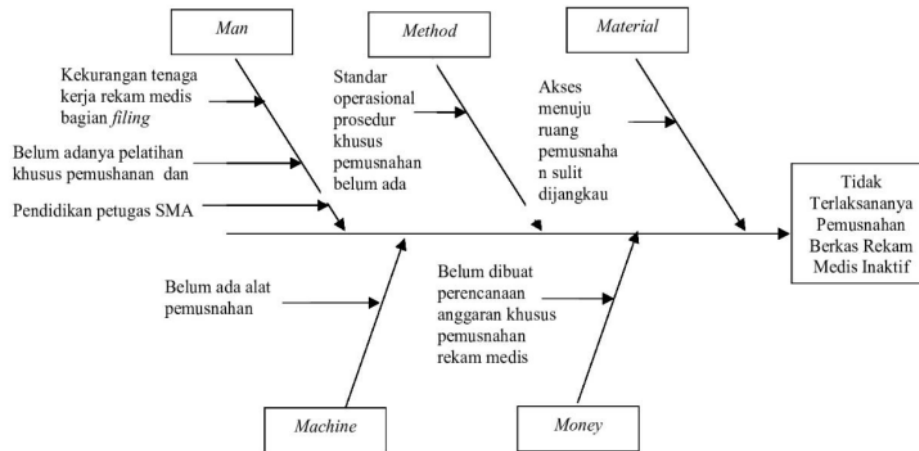 Man
Method
Material
Kekurangan tenaga
kerja rekam medis
bagian filing
Belum adanya pelatihan
khusus pemushanan dan
Pendidikan petugas SMA
Standar
operasional
prosedur
khusus
pemusnahan
belum ada
Akses
menuju
ruang
pemusnaha
n sulit
dijangkau
Tidak
Terlaksananya
Pemusnahan
Berkas Rekam
Medis Inaktif
Belum ada alat
pemusnahan
Belum dibuat
perencanaan
anggaran khusus
pemusnahan
rekam medis
Machine
Money